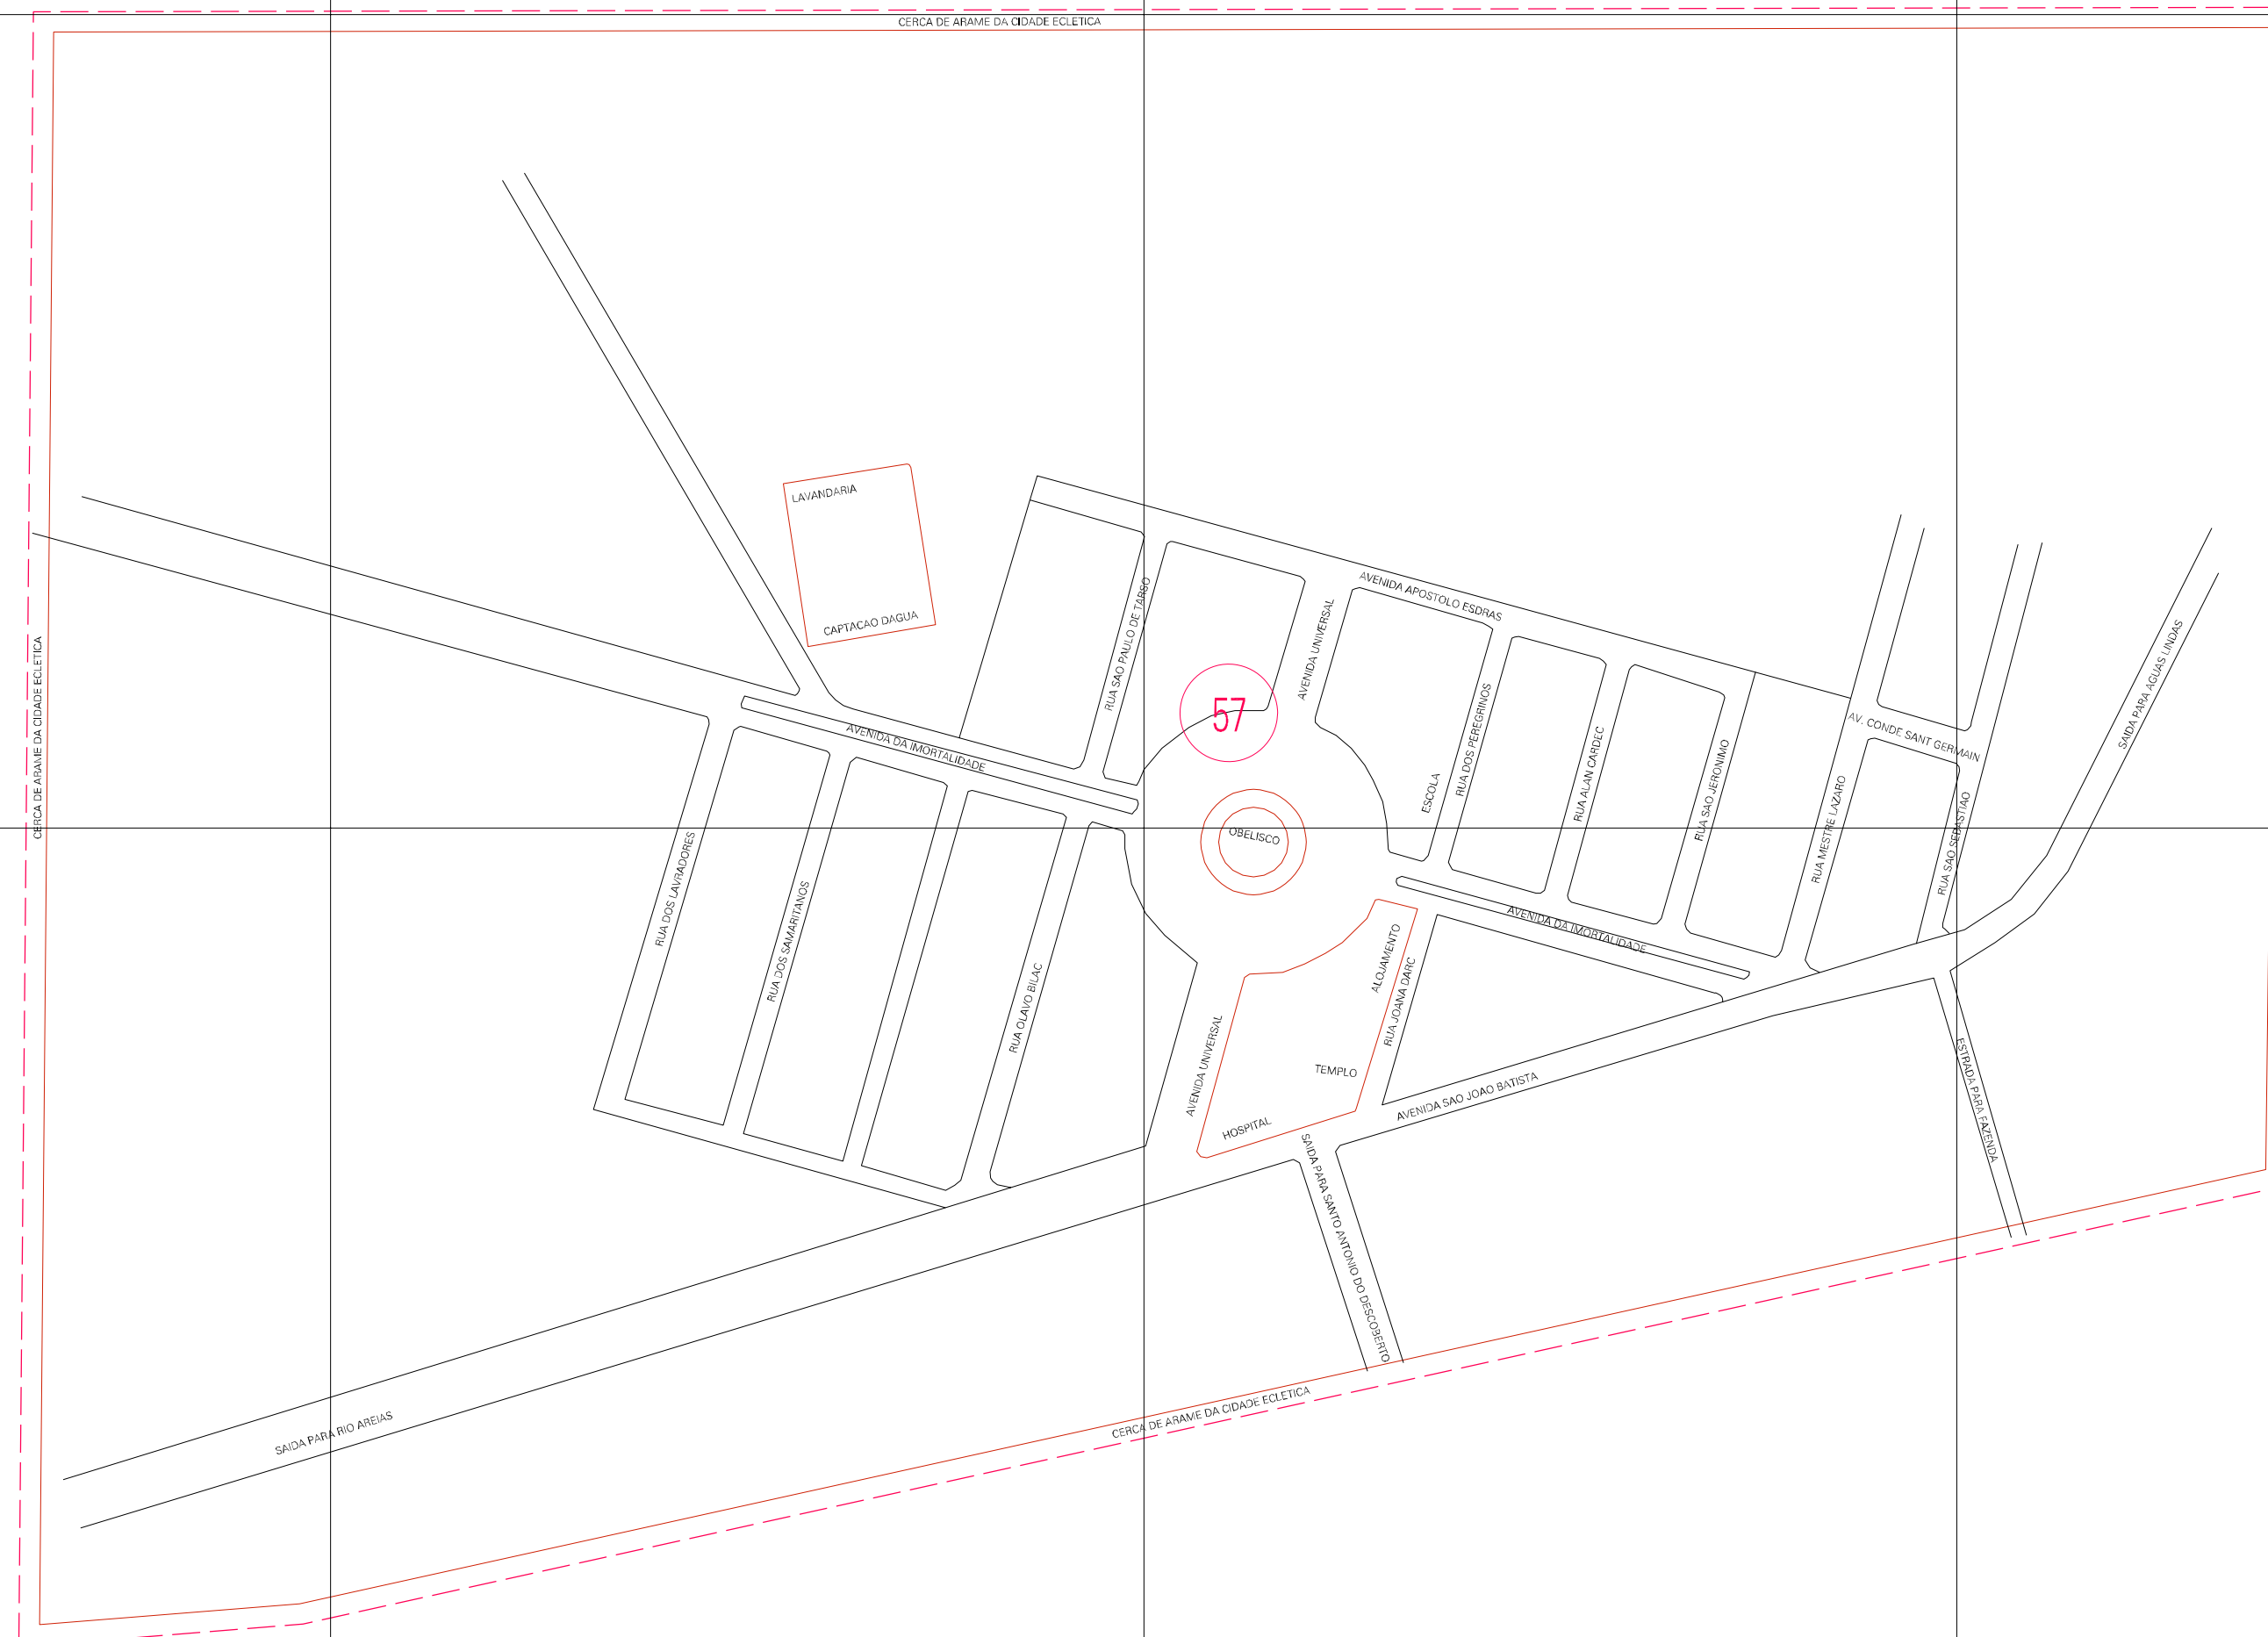 CERCA DE ARAME DA CIDADE ECLETICA
LAVANDARIA
CAPTACAO DAGUA
RUA SAO PAULO DE TARSO
AVENIDA UNIVERSAL
AVENIDA APOSTOLO ESDRAS
SAIDA PARA AGUAS LINDAS
57
CERCA DE ARAME DA CIDADE ECLETICA
AVENIDA DA IMORTALIDADE
ESCOLA
RUA DOS PEREGRINOS
RUA ALAN CARDEC
RUA SAO JERONIMO
AV. CONDE SANT GERMAIN
RUA MESTRE LAZARO
RUA SAO SEBASTIAO
OBELISCO
RUA DOS LAVRADORES
RUA DOS SAMARITANOS
RUA OLAVO BILAC
AVENIDA DA IMORTALIDADE
ALOJAMENTO
RUA JOANA DARC
AVENIDA UNIVERSAL
TEMPLO
HOSPITAL
AVENIDA SAO JOAO BATISTA
ESTRADA PARA FAZENDA
SAIDA PARA SANTO ANTONIO DO DESCOBERTO
CERCA DE ARAME DA CIDADE ECLETICA
SAIDA PARA RIO AREIAS